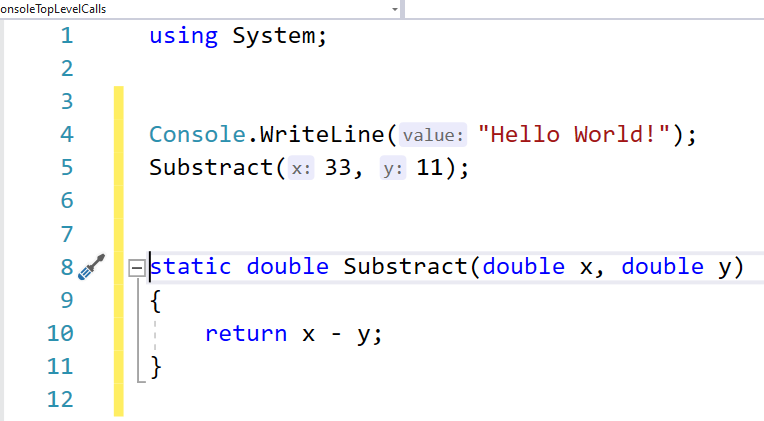 onsoleTopLevelCalls
1 using System;
2
3
4 Console.WriteLine(value: "Hello World!");
5 Substract(x: 33, y: 11);
6
7
8 static double Substract(double x, double y)
9 {
10 return x - y;
11 }
12